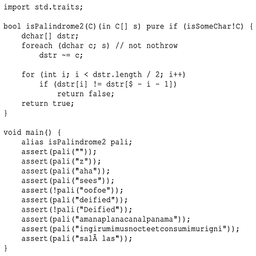 import std.traits;
bool isPalindrome2(C)(in C[] s) pure if (isSomeChar!C) {
    dchar[] dstr;
    foreach (dchar c; s) // not nothrow
        dstr ~= c;
    for (int i; i < dstr.length / 2; i++)
        if (dstr[i] != dstr[$ - i - 1])
            return false;
    return true;
}
void main() {
    alias isPalindrome2 pali;
    assert(pali(""));
    assert(pali("z"));
    assert(pali("aha"));
    assert(pali("sees"));
    assert(!pali("oofoe"));
    assert(pali("deified"));
    assert(!pali("Deified"));
    assert(pali("amanaplanacanalpanama"));
    assert(pali("ingirumimusnocteetconsumimurigni"));
    assert(pali("salÃ las"));
}